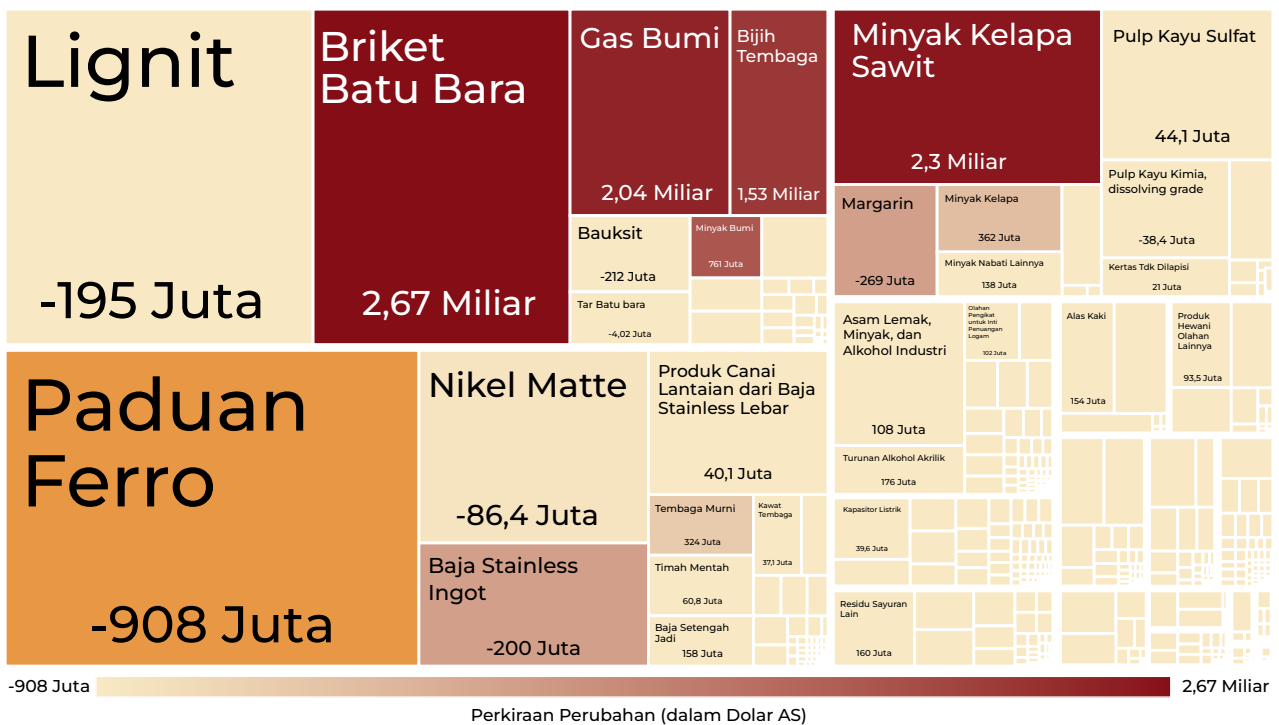 Lignit
-195 Juta
Briket
Batu Bara
2,67 Miliar
Gas Bumi
2,04 Miliar
Bijih
Tembaga
1,53 Miliar
Bauksit
-212 Juta
Minyak Bumi
761 Juta
Tar Batu bara
-4,02 Juta
Minyak Kelapa
Sawit
2,3 Miliar
Pulp Kayu Sulfat
44,1 Juta
Margarin
-269 Juta
Minyak Kelapa
362 Juta
Minyak Nabati Lainnya
138 Juta
Pulp Kayu Kimia,
dissolving grade
-38,4 Juta
Kertas Tdk Dilapisi
21 Juta
Paduan
Ferro
-908 Juta
Nikel Matte
-86,4 Juta
Baja Stainless
Ingot
-200 Juta
Produk Canai
Lantaian dari Baja
Stainless Lebar
40,1 Juta
Tembaga Murni
324 Juta
Kawat
Tembaga
37,1 Juta
Timah Mentah
60,8 Juta
Baja Setengah
Jadi
158 Juta
Asam Lemak,
Minyak, dan
Alkohol Industri
108 Juta
Olahan
Pengikat
untuk Inti
Penuangan
Logam
102 Juta
Turunan Alkohol Akrilik
176 Juta
Alas Kaki
154 Juta
Produk
Hewani
Olahan
Lainnya
93,5 Juta
Kapasitor Listrik
39,6 Juta
Residu Sayuran
Lain
160 Juta
-908 Juta
2,67 Miliar
Perkiraan Perubahan (dalam Dolar AS)